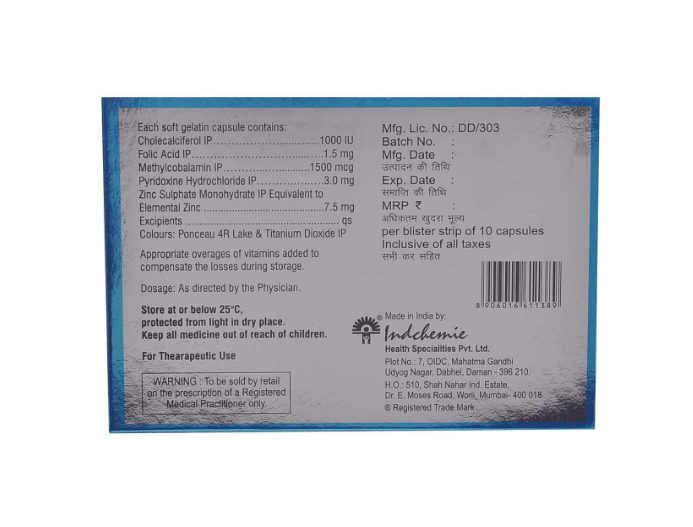 Each soft gelatin capsule contains:
Cholecalciferol IP..............................1000 IU
Folic Acid IP........................................1.5 mg
Methylcobalamin IP.......................1500 mcg
Pyridoxine Hydrochloride IP................3.0 mg
Zinc Sulphate Monohydrate IP Equivalent to
Elemental Zinc ...................................7.5 mg
Excipients .............................................. qs
Colours: Ponceau 4R Lake & Titanium Dioxide IP
Appropriate overages of vitamins added to
compensate the losses during storage.
Dosage: As directed by the Physician.
Store at or below 25°C,
protected from light in dry place.
Keep all medicine out of reach of children.
For Thearapeutic Use
WARNING : To be sold by retail
on the prescription of a Registered
Medical Practitioner only.
Mfg. Lic. No.: DD/303
Batch No. :
Mfg. Date :
उत्पादन की तिथि
Exp. Date :
समाप्ति की तिथि
MRP ₹ :
अधिकतम खुदरा मूल्य
per blister strip of 10 capsules
Inclusive of all taxes
सभी कर सहित
8 906016 611389
® Made in India by:
Indchemie
Health Specialities Pvt. Ltd.
Plot No.: 7, OIDC, Mahatma Gandhi
Udyog Nagar, Dabhel, Daman - 396 210.
H.O.: 510, Shah Nahar Ind. Estate,
Dr. E. Moses Road, Worli, Mumbai- 400 018.
® Registered Trade Mark